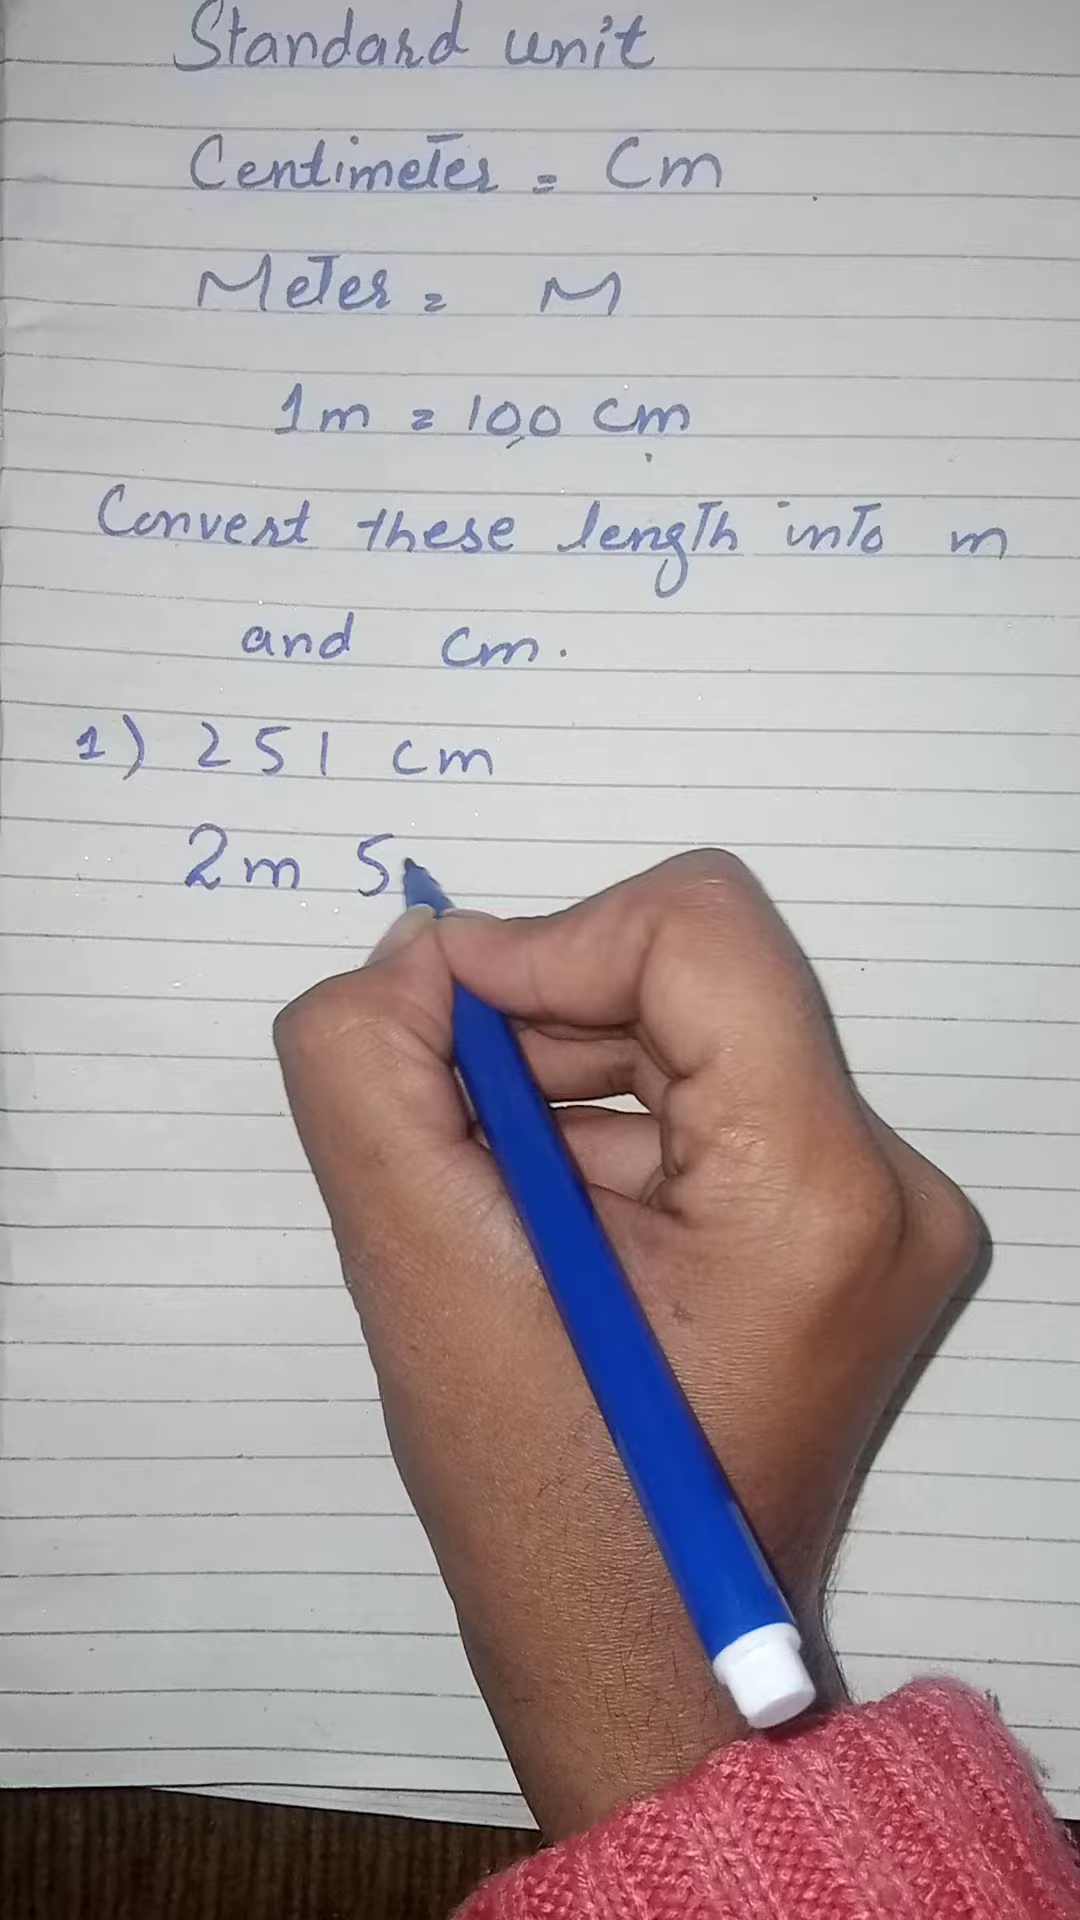 Standard unit
Centimeter = Cm
Meter = M
1m = 100 cm
Convert these length into m
and cm.
1) 251 cm
2m 5